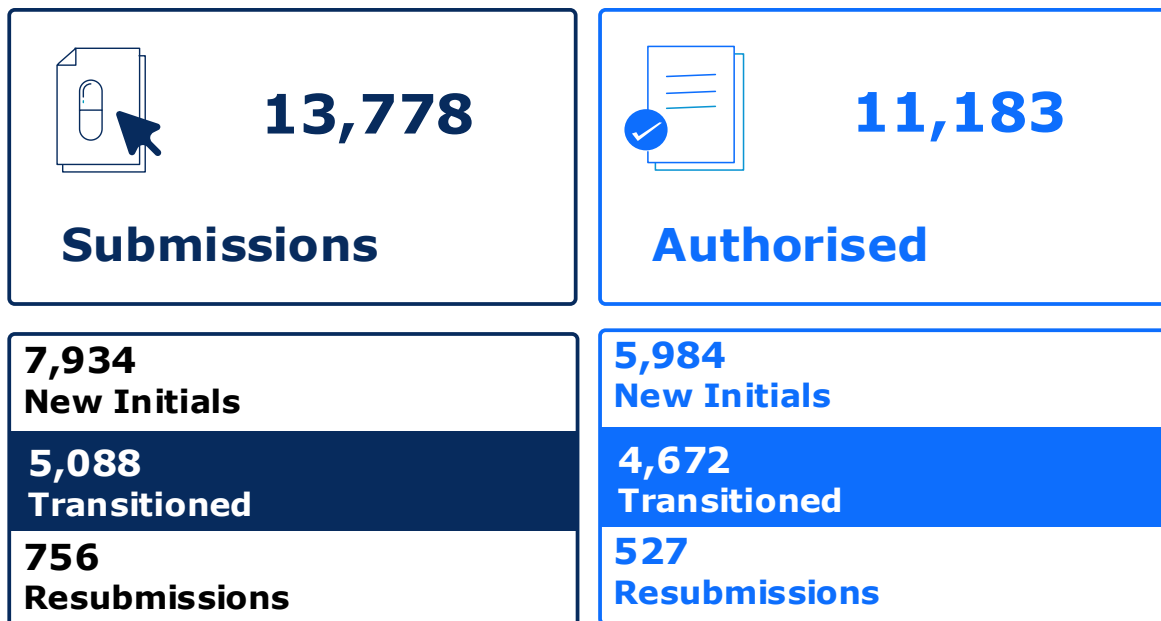 13,778
Submissions
11,183
Authorised
7,934
New Initials
5,088
Transitioned
756
Resubmissions
5,984
New Initials
4,672
Transitioned
527
Resubmissions